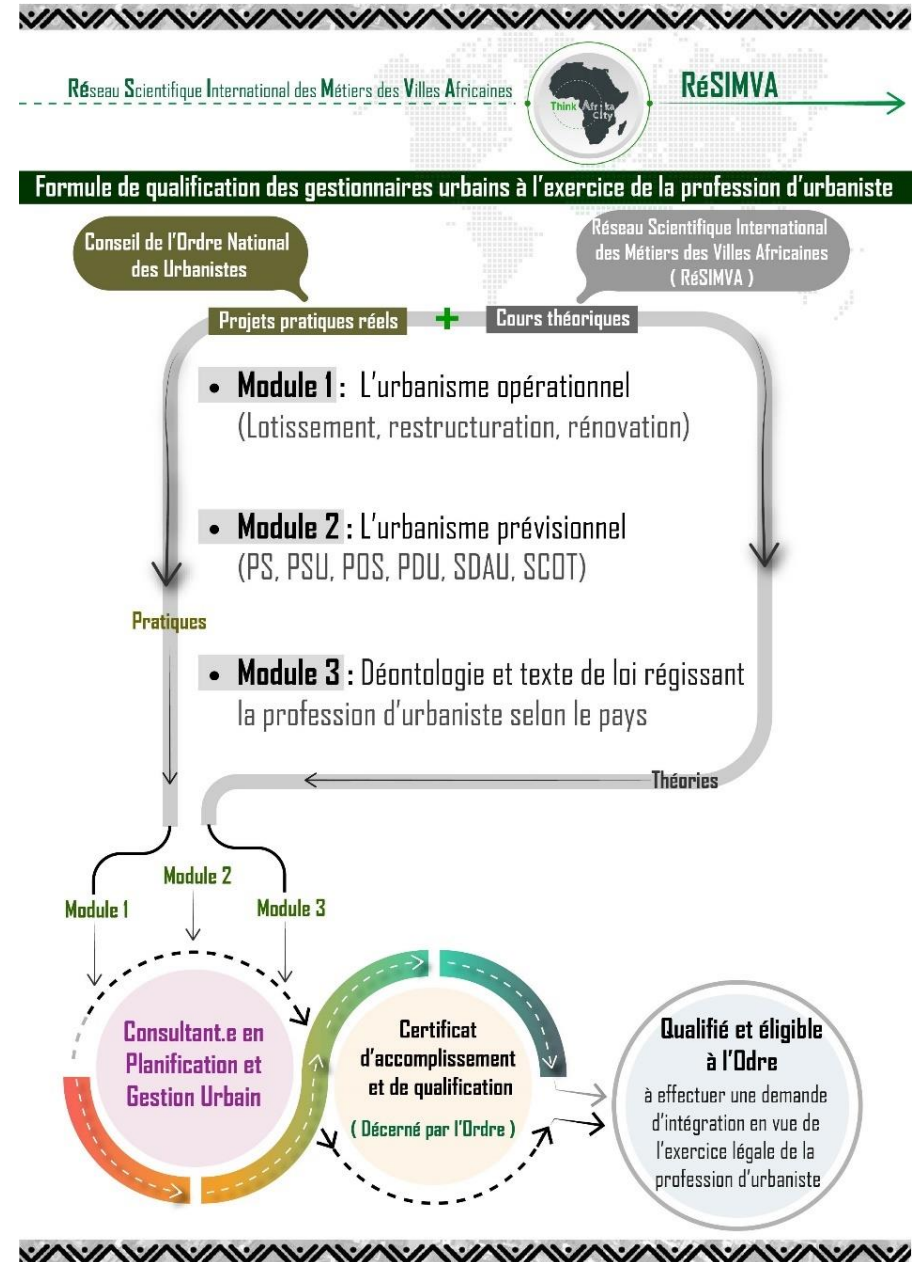 Réseau Scientifique International des Métiers des Villes Africaines
Think Afrika
City
RéSIMVA
Formule de qualification des gestionnaires urbains à l'exercice de la profession d'urbaniste
Conseil de l'Ordre National
des Urbanistes
Réseau Scientifique International
des Métiers des Villes Africaines
( RéSIMVA )
Projets pratiques réels
+
Cours théoriques
• Module 1 : L'urbanisme opérationnel
(Lotissement, restructuration, rénovation)
• Module 2 : L'urbanisme prévisionnel
(PS, PSU, POS, PDU, SDAU, SCOT)
Pratiques
• Module 3 : Déontologie et texte de loi régissant
la profession d'urbaniste selon le pays
Théories
Module 1
Module 2
Module 3
Consultant.e en
Planification et
Gestion Urbain
Certificat
d'accomplissement
et de qualification
( Décerné par l'Ordre )
Qualifié et éligible
à l'Odre
à effectuer une demande
d'intégration en vue de
l'exercice légale de la
profession d'urbaniste